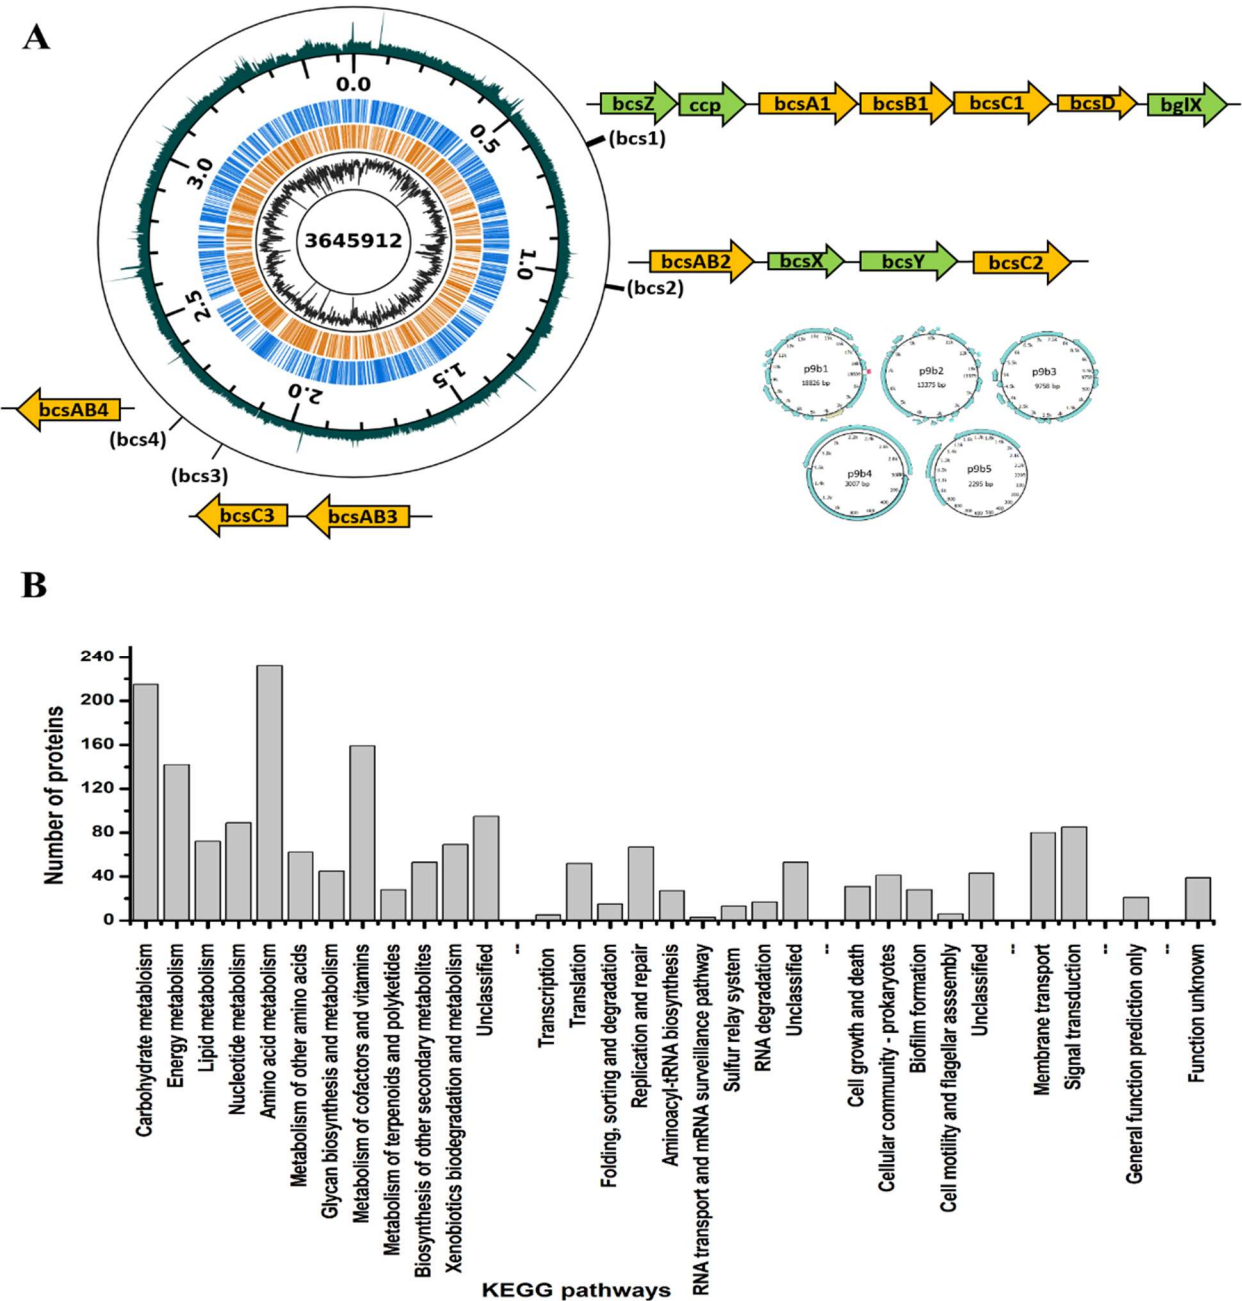 A
bcsZ ccp bcsA1 bcsB1 bcsC1 bcsD bglX
(bcs1)
0.0
0.5
1.0
1.5
2.0
2.5
3.0
3645912
bcsAB2 bcsX bcsY bcsC2
(bcs2)
p9b1
18826 bp
p9b2
13375 bp
p9b3
9758 bp
p9b4
3007 bp
p9b5
2295 bp
bcsAB4
(bcs4)
(bcs3)
bcsC3 bcsAB3
B
Number of proteins
240
200
160
120
80
40
0
Carbohydrate metabloism
Energy metabolism
Lipid metabolism
Nucleotide metabolism
Amino acid metabolism
Metabolism of other amino acids
Glycan biosynthesis and metabolism
Metabolism of cofactors and vitamins
Metabolism of terpenoids and polyketides
Biosynthesis of other secondary metabolites
Xenobiotics biodegradation and metabolism
Unclassified
--
Transcription
Translation
Folding, sorting and degradation
Replication and repair
Aminoacyl-tRNA biosynthesis
RNA transport and mRNA surveillance pathway
Sulfur relay system
RNA degradation
Unclassified
--
Cell growth and death
Cellular community - prokaryotes
Biofilm formation
Cell motility and flagellar asssembly
Unclassified
--
Membrane transport
Signal transduction
--
General function prediction only
--
Function unknown
KEGG pathways